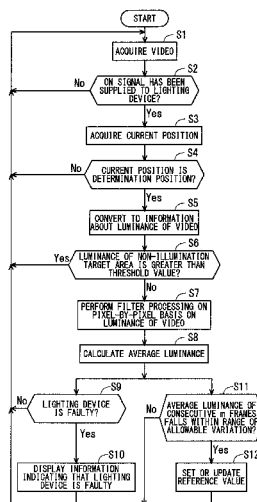 START
S1
ACQUIRE VIDEO
S2
ON SIGNAL HAS BEEN
SUPPLIED TO LIGHTING
DEVICE?
No
Yes
S3
ACQUIRE CURRENT POSITION
S4
CURRENT POSITION IS
DETERMINATION POSITION?
No
Yes
S5
CONVERT TO INFORMATION
ABOUT LUMINANCE OF VIDEO
S6
LUMINANCE OF NON-ILLUMINATION
TARGET AREA IS GREATER THAN
THRESHOLD VALUE?
Yes
No
S7
PERFORM FILTER PROCESSING ON
PIXEL-BY-PIXEL BASIS ON
LUMINANCE OF VIDEO
S8
CALCULATE AVERAGE LUMINANCE
S9
LIGHTING DEVICE
IS FAULTY?
No
Yes
S10
DISPLAY INFORMATION
INDICATING THAT LIGHTING
DEVICE IS FAULTY
S11
AVERAGE LUMINANCE OF
CONSECUTIVE m FRAMES
FALLS WITHIN RANGE OF
ALLOWABLE VARIATION?
No
Yes
S12
SET OR UPDATE
REFERENCE VALUE